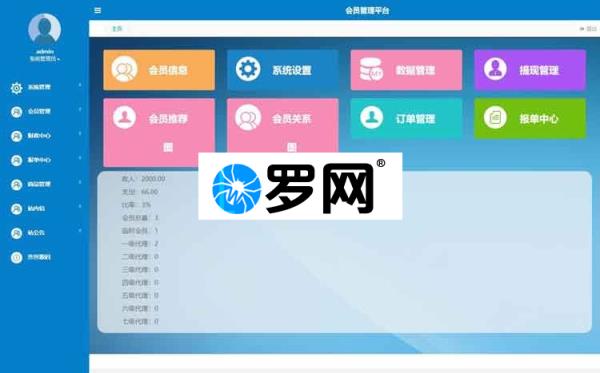 会员管理平台
主页
退出
admin
系统管理员
系统管理
会员管理
财政中心
报单中心
商品管理
站内信
站公告
会员信息
系统设置
数据管理
提现管理
会员推荐
图
会员关系
图
订单管理
报单中心
罗网®
收入：2000.00
支出：66.00
比率：3%
会员总量：3
临时会员：1
一级代理：2
二级代理：0
三级代理：0
四级代理：0
五级代理：0
六级代理：0
七级代理：0